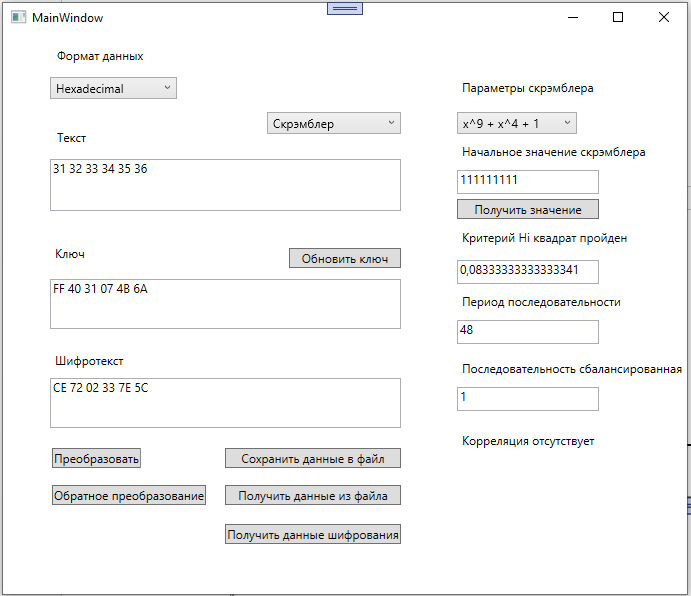 MainWindow
Формат данных
Hexadecimal
Скрэмблер
Текст
31 32 33 34 35 36
Ключ
Обновить ключ
FF 40 31 07 4B 6A
Шифротекст
CE 72 02 33 7E 5C
Преобразовать
Сохранить данные в файл
Обратное преобразование
Получить данные из файла
Получить данные шифрования
Параметры скрэмблера
x^9 + x^4 + 1
Начальное значение скрэмблера
111111111
Получить значение
Критерий Hi квадрат пройден
0,08333333333333341
Период последовательности
48
Последовательность сбалансированная
1
Корреляция отсутствует